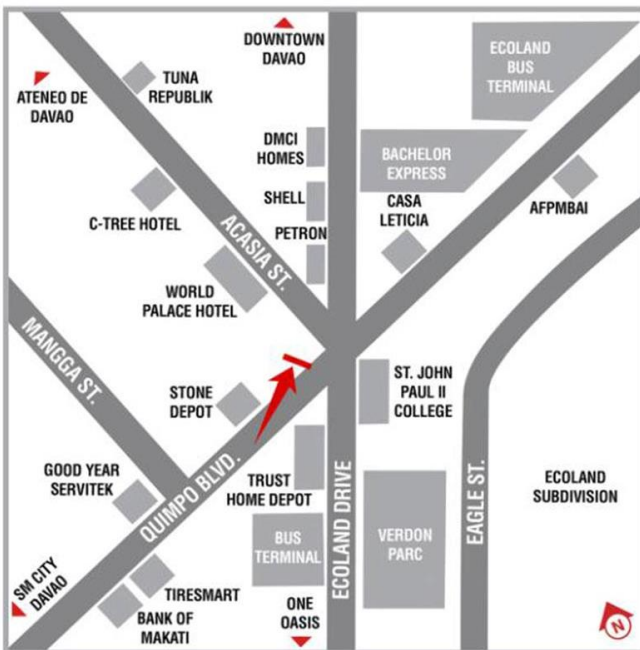 DOWNTOWN
DAVAO
ECOLAND
BUS
TERMINAL
TUNA
REPUBLIK
ATENEO DE
DAVAO
DMCI
HOMES
BACHELOR
EXPRESS
SHELL
CASA
LETICIA
AFPMBAI
C-TREE HOTEL
PETRON
ACASIA ST.
WORLD
PALACE HOTEL
MANGGA ST.
STONE
DEPOT
ST. JOHN
PAUL II
COLLEGE
GOOD YEAR
SERVITEK
QUIMPO BLVD.
TRUST
HOME DEPOT
ECOLAND DRIVE
EAGLE ST.
ECOLAND
SUBDIVISION
BUS
TERMINAL
VERDON
PARC
SM CITY
DAVAO
TIRESMART
BANK OF
MAKATI
ONE
OASIS
N